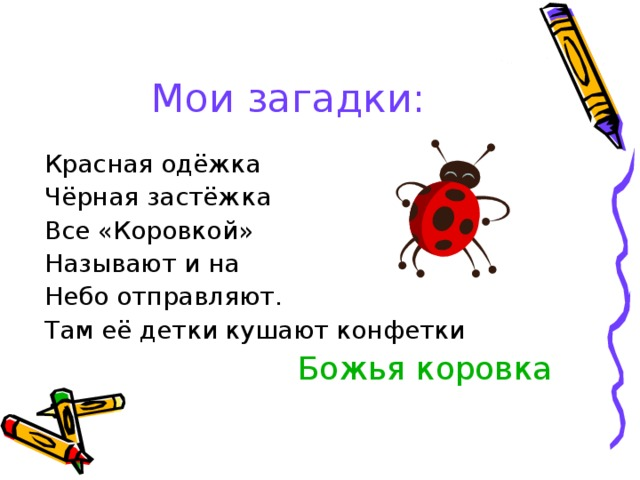 Мои загадки:
Красная одёжка
Чёрная застёжка
Все «Коровкой»
Называют и на
Небо отправляют.
Там её детки кушают конфетки
Божья коровка